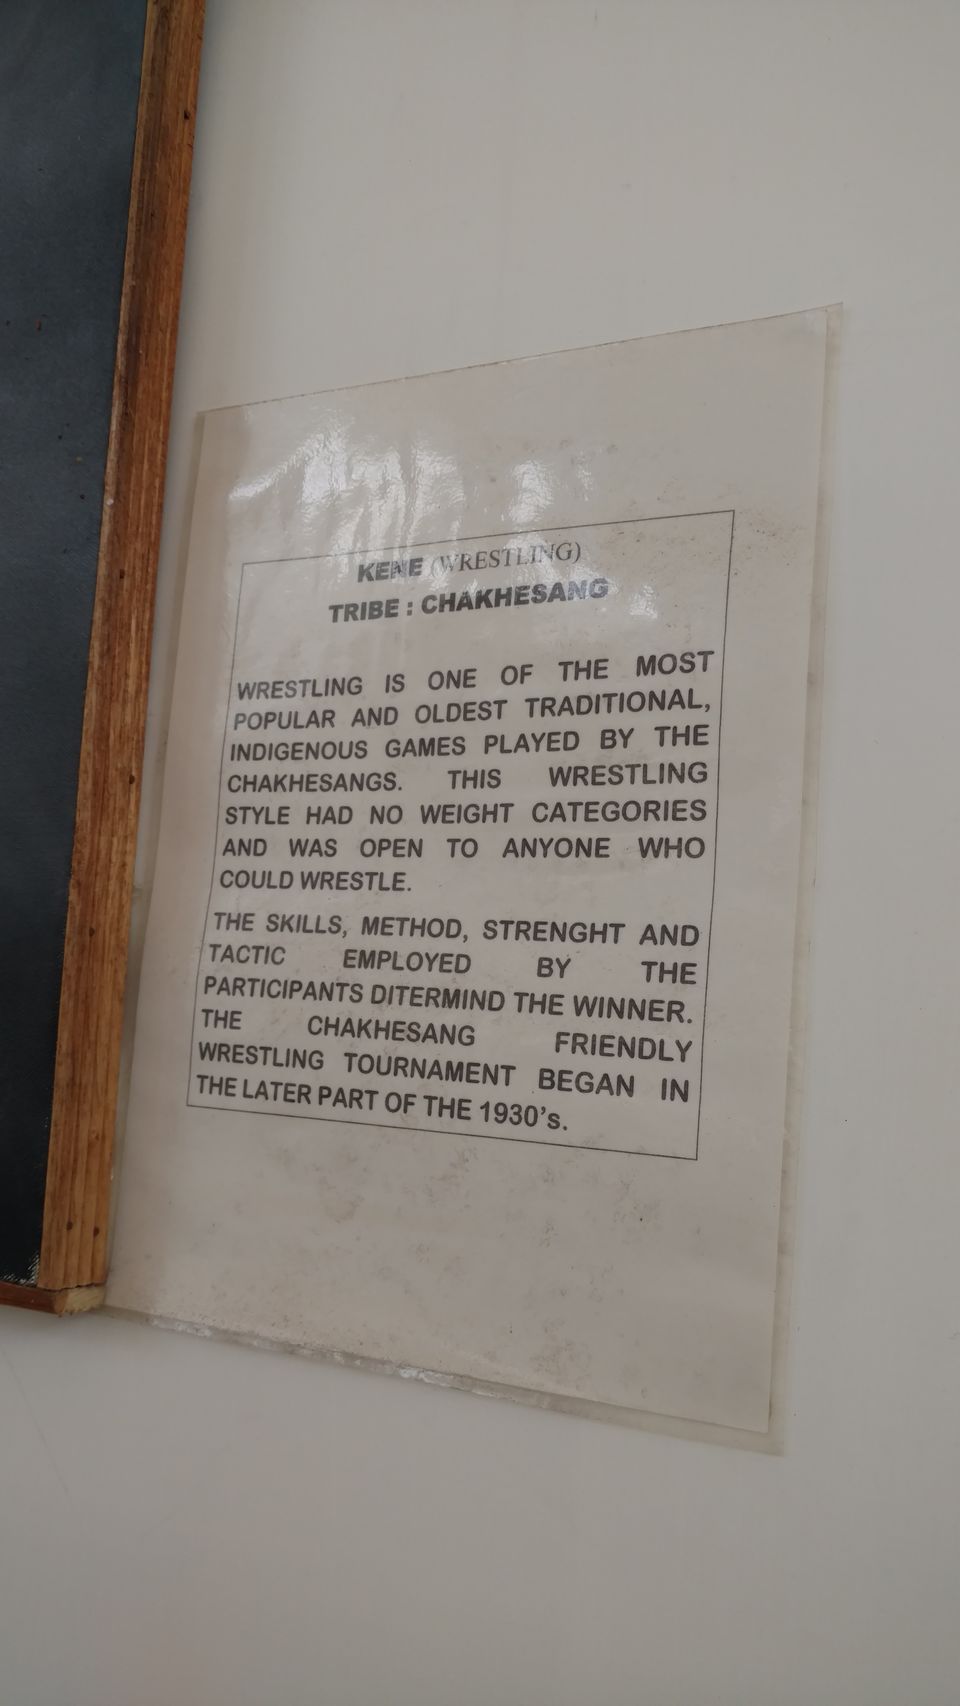 KENE (WRESTLING)
TRIBE : CHAKHESANG
WRESTLING IS ONE OF THE MOST
POPULAR AND OLDEST TRADITIONAL,
INDIGENOUS GAMES PLAYED BY THE
CHAKHESANGS. THIS WRESTLING
STYLE HAD NO WEIGHT CATEGORIES
AND WAS OPEN TO ANYONE WHO
COULD WRESTLE.
THE SKILLS, METHOD, STRENGHT AND
TACTIC EMPLOYED BY THE
PARTICIPANTS DITERMIND THE WINNER.
THE CHAKHESANG FRIENDLY
WRESTLING TOURNAMENT BEGAN IN
THE LATER PART OF THE 1930's.